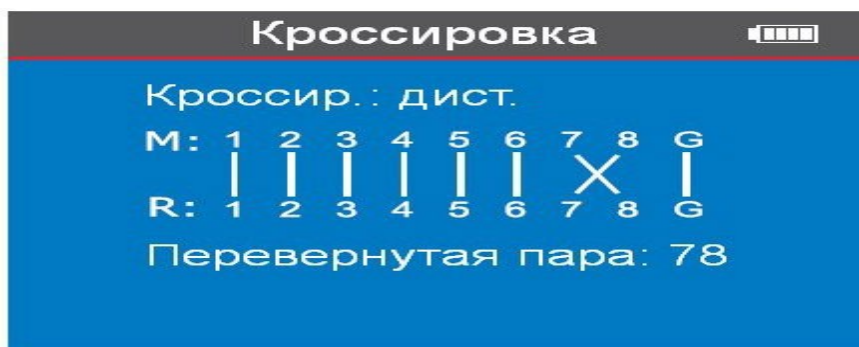 Кроссировка
Кроссир.: дист.
M: 1 2 3 4 5 6 7 8 G
R: 1 2 3 4 5 6 7 8 G
Перевернутая пара: 78